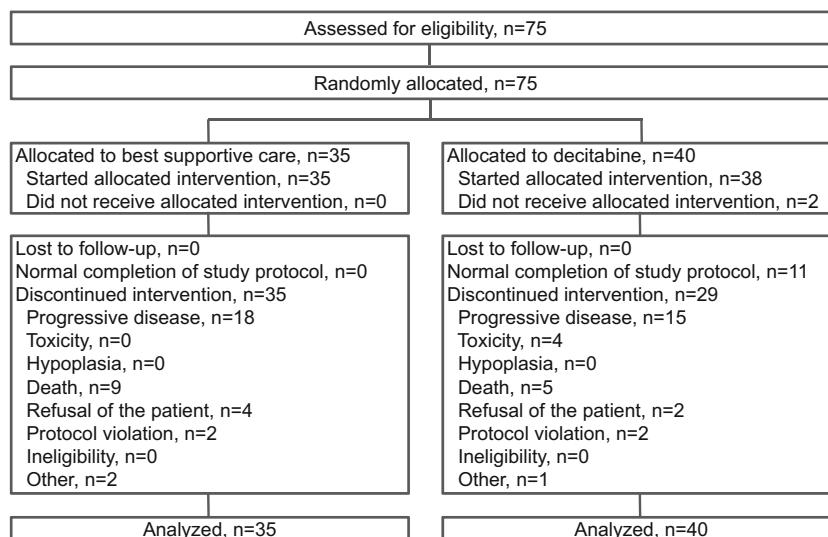 Assessed for eligibility, n=75
Randomly allocated, n=75
Allocated to best supportive care, n=35
Started allocated intervention, n=35
Did not receive allocated intervention, n=0
Allocated to decitabine, n=40
Started allocated intervention, n=38
Did not receive allocated intervention, n=2
Lost to follow-up, n=0
Normal completion of study protocol, n=0
Discontinued intervention, n=35
Progressive disease, n=18
Toxicity, n=0
Hypoplasia, n=0
Death, n=9
Refusal of the patient, n=4
Protocol violation, n=2
Ineligibility, n=0
Other, n=2
Lost to follow-up, n=0
Normal completion of study protocol, n=11
Discontinued intervention, n=29
Progressive disease, n=15
Toxicity, n=4
Hypoplasia, n=0
Death, n=5
Refusal of the patient, n=2
Protocol violation, n=2
Ineligibility, n=0
Other, n=1
Analyzed, n=35
Analyzed, n=40